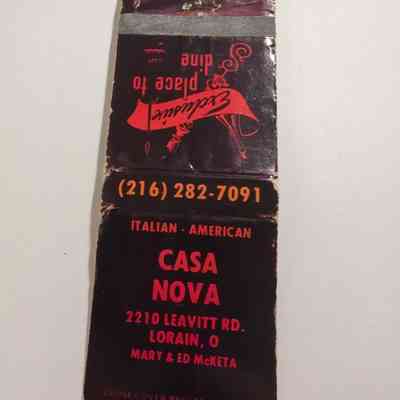 Exclusive
place to
dine
(216) 282-7091
ITALIAN - AMERICAN
CASA
NOVA
2210 LEAVITT RD.
LORAIN, O
MARY & ED McKETA